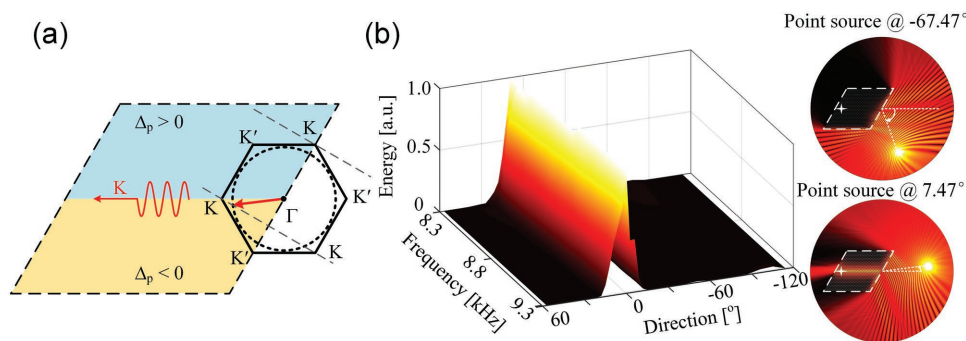 (a)
Δp > 0
K
Δp < 0
K′
K
K
Γ
K′
K′
K
(b)
Energy [a.u.]
1.0
0.5
0
8.3
8.8
9.3
Frequency [kHz]
60
0
-60
-120
Direction [°]
Point source @ -67.47°
Point source @ 7.47°